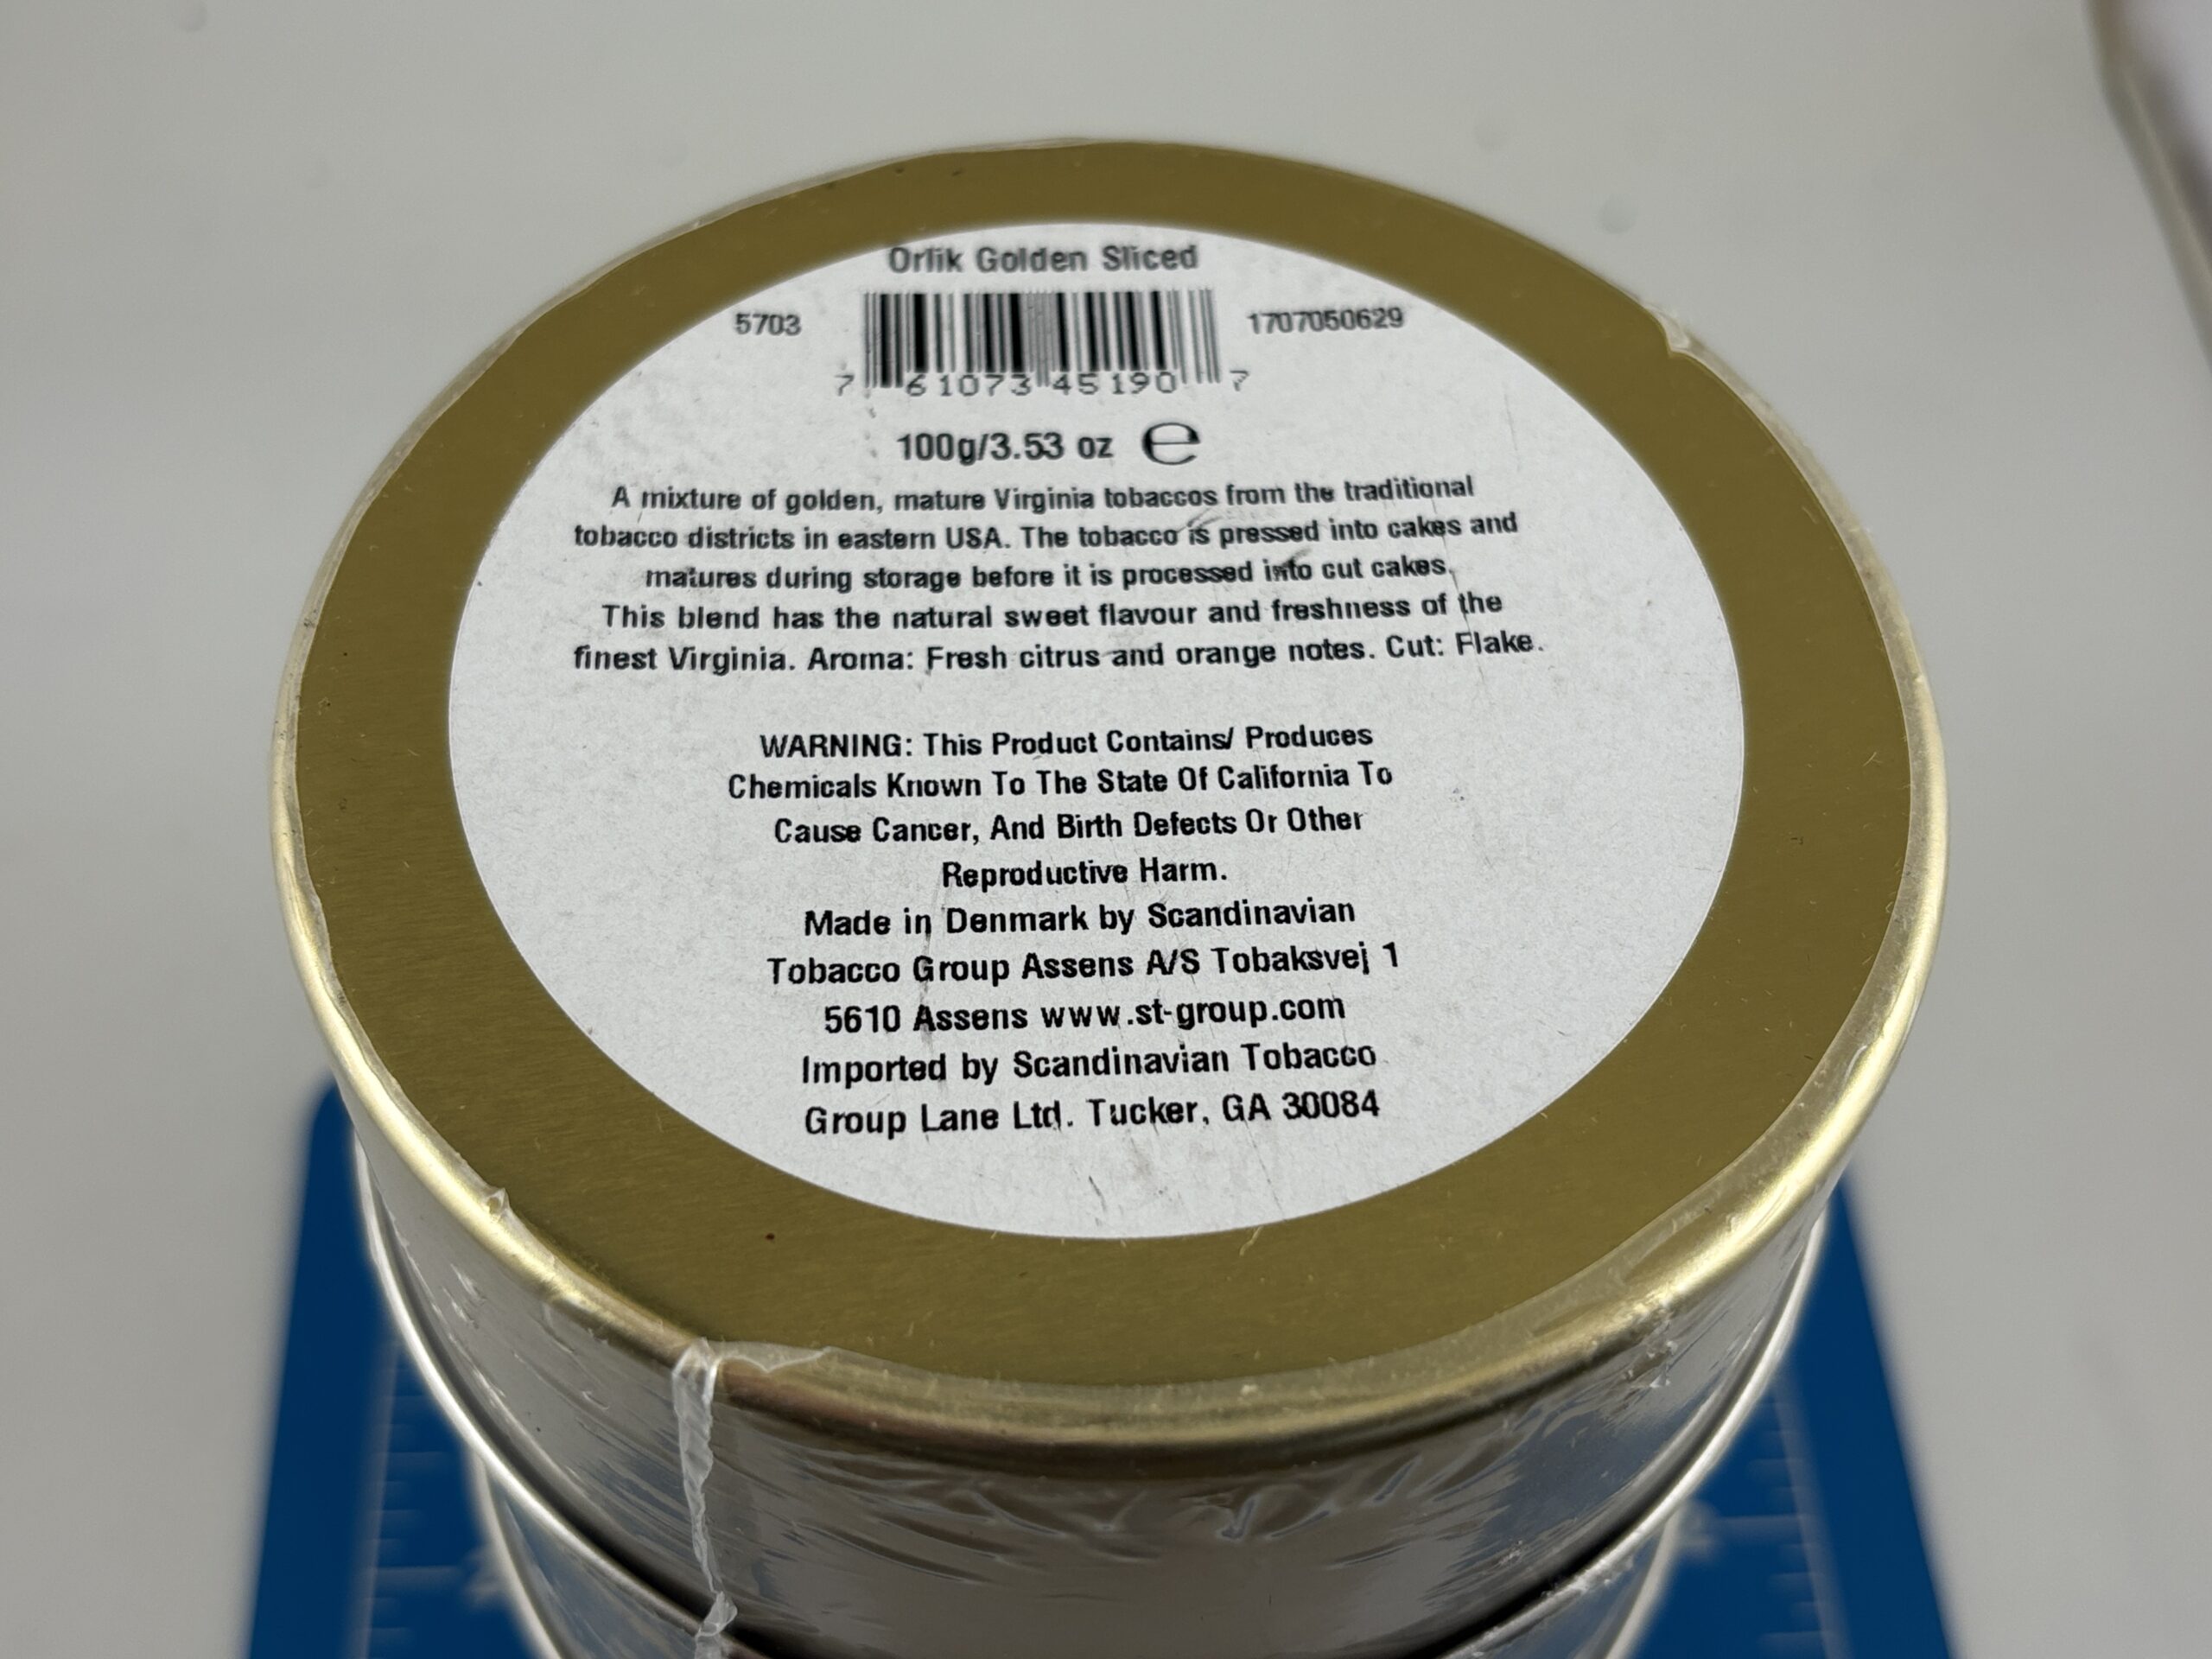 Orlik Golden Sliced
5703 1707050629
7 61073 45190 7
100g/3.53 oz e
A mixture of golden, mature Virginia tobaccos from the traditional
tobacco districts in eastern USA. The tobacco is pressed into cakes and
matures during storage before it is processed into cut cakes.
This blend has the natural sweet flavour and freshness of the
finest Virginia. Aroma: Fresh citrus and orange notes. Cut: Flake.
WARNING: This Product Contains/ Produces
Chemicals Known To The State Of California To
Cause Cancer, And Birth Defects Or Other
Reproductive Harm.
Made in Denmark by Scandinavian
Tobacco Group Assens A/S Tobaksvej 1
5610 Assens www.st-group.com
Imported by Scandinavian Tobacco
Group Lane Ltd. Tucker, GA 30084